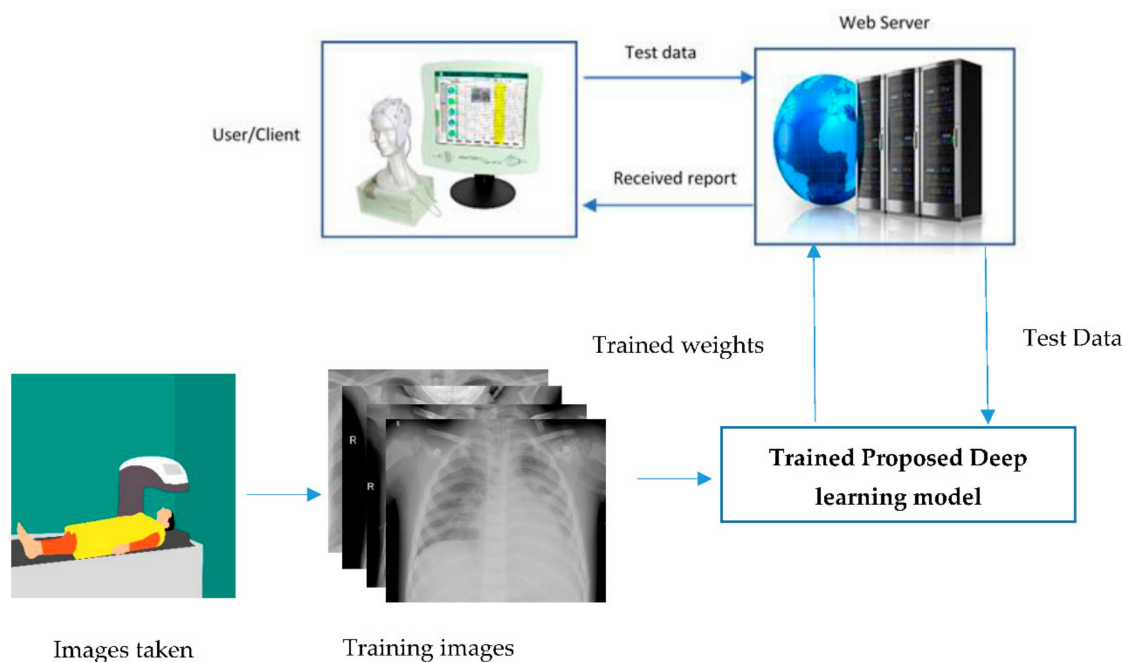 Web Server
Test data
User/Client
Received report
Trained weights
Test Data
R
R
Trained Proposed Deep
learning model
Images taken
Training images